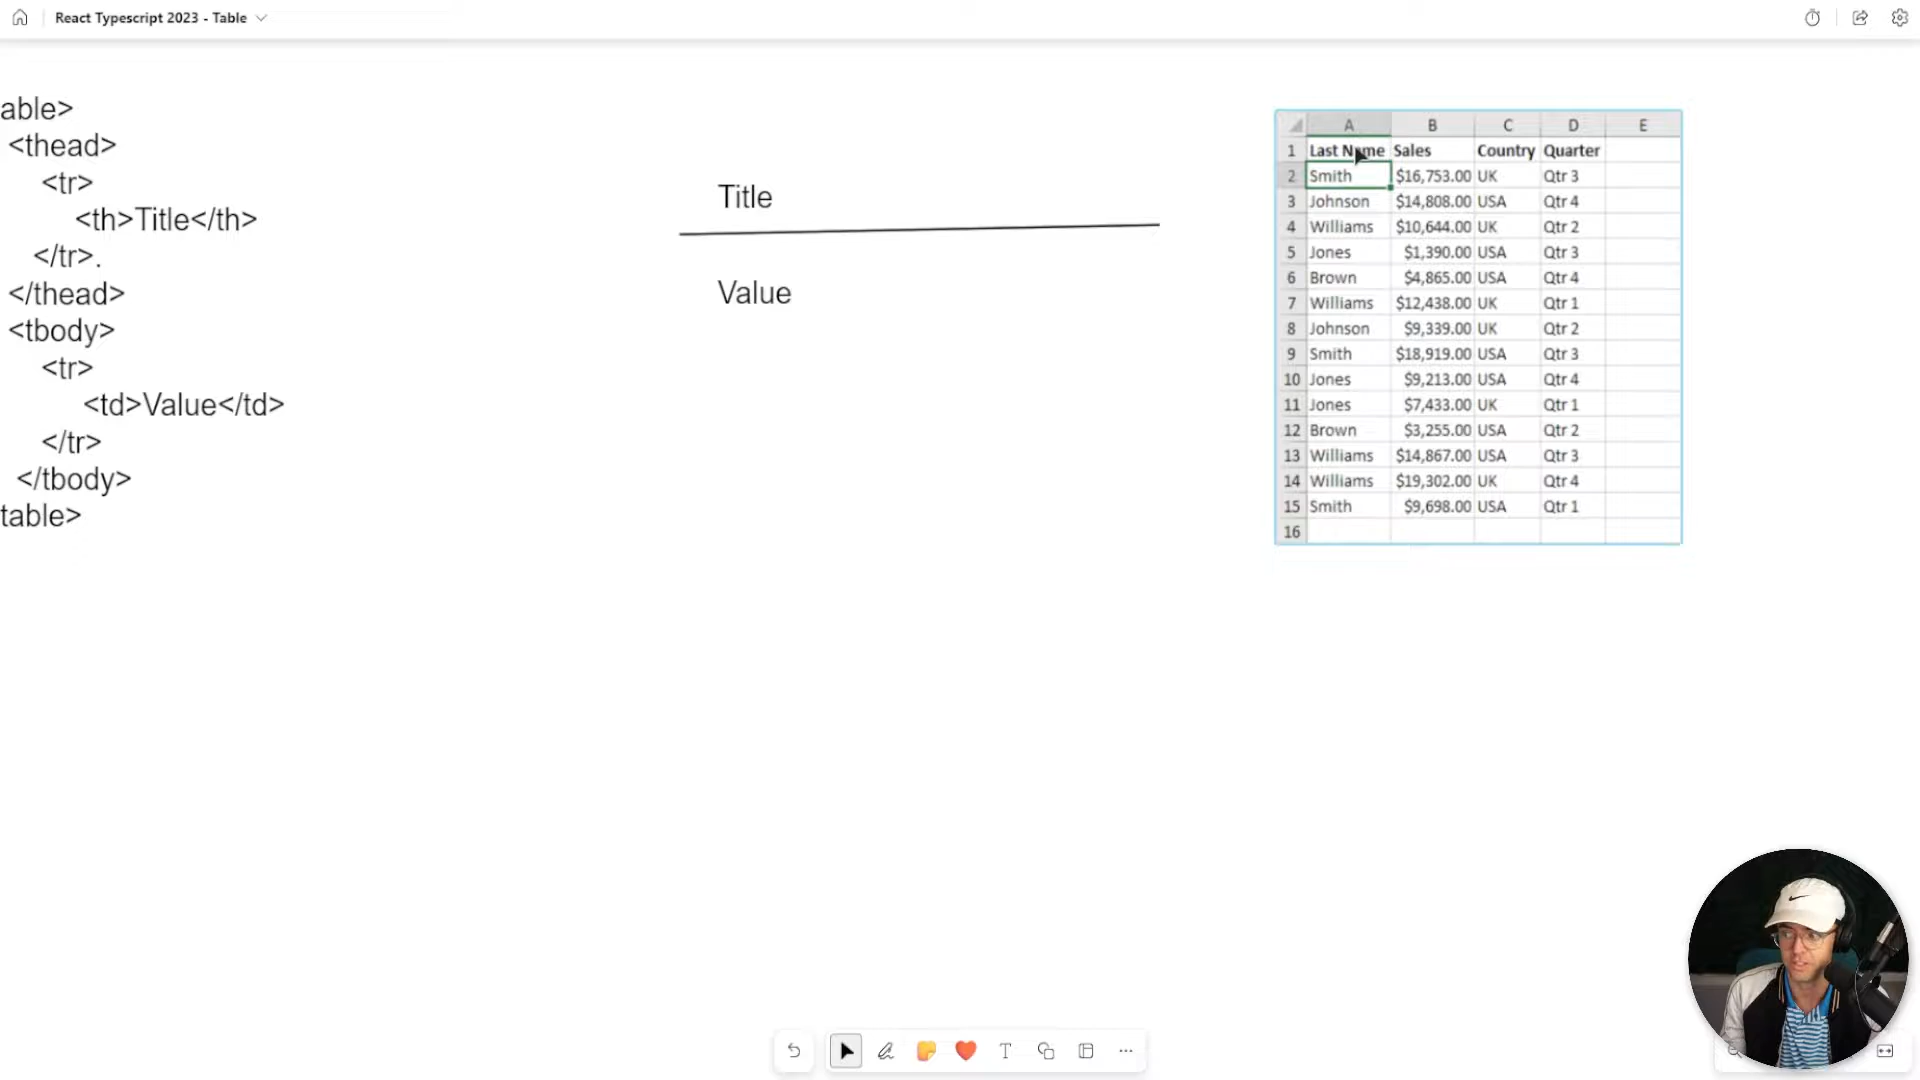 React Typescript 2023 - Table
able>
<thead>
<tr>
<th>Title</th>
</tr>.
</thead>
<tbody>
<tr>
<td>Value</td>
</tr>
</tbody>
table>
Title
Value
A B C D E
1 Last Name Sales Country Quarter
2 Smith $16,753.00 UK Qtr 3
3 Johnson $14,808.00 USA Qtr 4
4 Williams $10,644.00 UK Qtr 2
5 Jones $1,390.00 USA Qtr 3
6 Brown $4,865.00 USA Qtr 4
7 Williams $12,438.00 UK Qtr 1
8 Johnson $9,339.00 UK Qtr 2
9 Smith $18,919.00 USA Qtr 3
10 Jones $9,213.00 USA Qtr 4
11 Jones $7,433.00 UK Qtr 1
12 Brown $3,255.00 USA Qtr 2
13 Williams $14,867.00 USA Qtr 3
14 Williams $19,302.00 UK Qtr 4
15 Smith $9,698.00 USA Qtr 1
16
T